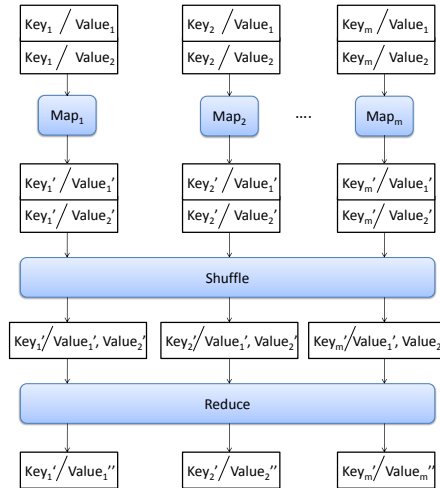 Key₁ / Value₁ Key₂ / Value₁ Keyₘ / Value₁
Key₁ / Value₂ Key₂ / Value₂ Keyₘ / Value₂
Map₁ Map₂ .... Mapₘ
Key₁' / Value₁' Key₂' / Value₁' Keyₘ' / Value₁'
Key₁' / Value₂' Key₂' / Value₂' Keyₘ' / Value₂'
Shuffle
Key₁' / Value₁', Value₂' Key₂' / Value₁', Value₂' Keyₘ' / Value₁', Value₂
Reduce
Key₁' / Value₁'' Key₂' / Value₂'' Keyₘ' / Valueₘ''